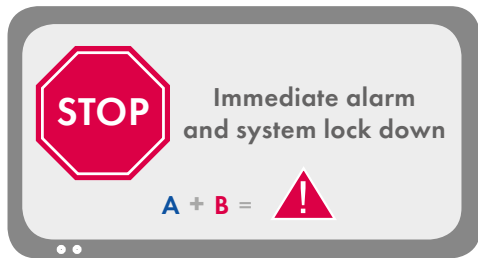 STOP
Immediate alarm
and system lock down
A + B = !